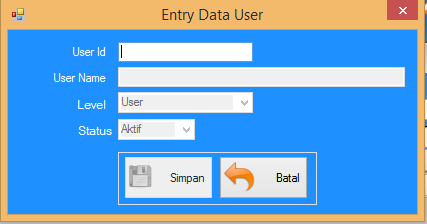 Entry Data User
User Id
User Name
Level User
Status Aktif
Simpan Batal